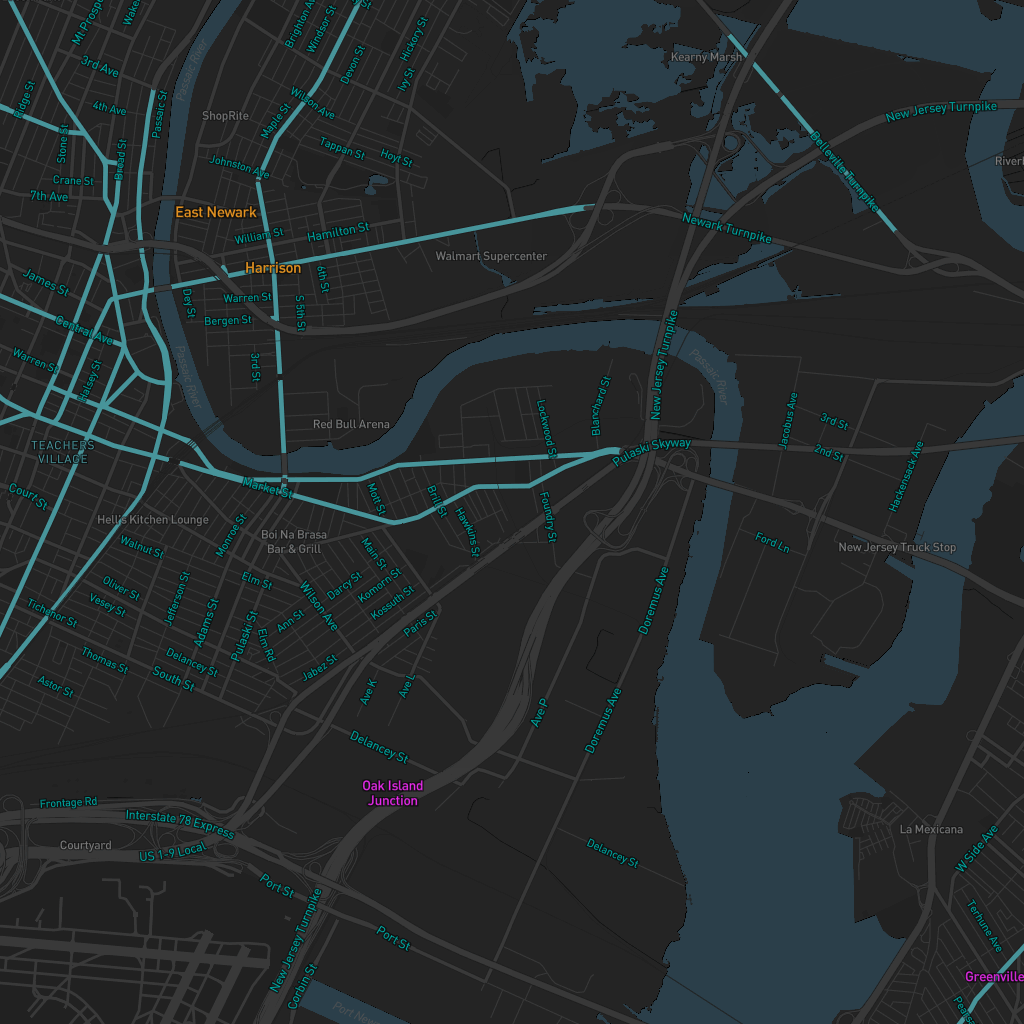 Mt Prospect
Brighton Ave
Windsor St
Devon St
Hickory St
Ivy St
Kearny Marsh
3rd Ave
4th Ave
Passaic St
Passaic River
ShopRite
Maple St
Wilson Ave
Tappan St
Hoyt St
Johnston Ave
Ridge St
Stone St
Broad St
Crane St
7th Ave
New Jersey Turnpike
Belleville Turnpike
East Newark
William St
Hamilton St
Harrison
Newark Turnpike
Walmart Supercenter
James St
Dey St
Warren St
6th St
S 5th St
Bergen St
3rd St
Central Ave
Warren St
Halsey St
Passaic River
New Jersey Turnpike
Passaic River
Red Bull Arena
Lockwood St
Blanchard St
Jacobus Ave
3rd St
2nd St
Hackensack Ave
Pulaski Skyway
TEACHERS
VILLAGE
Court St
Market St
Mott St
Brill St
Hawkins St
Foundry St
Hell's Kitchen Lounge
Boi Na Brasa
Bar & Grill
Monroe St
Walnut St
Main St
Ford Ln
New Jersey Truck Stop
Oliver St
Vesey St
Jefferson St
Elm St
Wilson Ave
Darcy St
Komorn St
Kossuth St
Paris St
Ann St
Adams St
Pulaski St
Elm Rd
Tichenor St
Thomas St
Delancey St
South St
Astor St
Jabez St
Ave K
Ave L
Ave P
Doremus Ave
Doremus Ave
Delancey St
Oak Island
Junction
Frontage Rd
Interstate 78 Express
US 1-9 Local
Courtyard
Port St
Port St
Delancey St
New Jersey Turnpike
Corbin St
La Mexicana
W Side Ave
Terhune Ave
Greenville